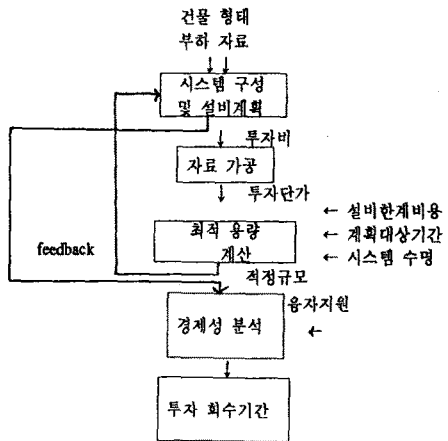 건물 형태
부하 자료
시스템 구성
및 설비계획
투자비
자료 가공
투자단가
← 설비한계비용
최적 용량
← 계획대상기간
계산
← 시스템 수명
feedback
적정규모
융자지원
경제성 분석
←
투자 회수기간